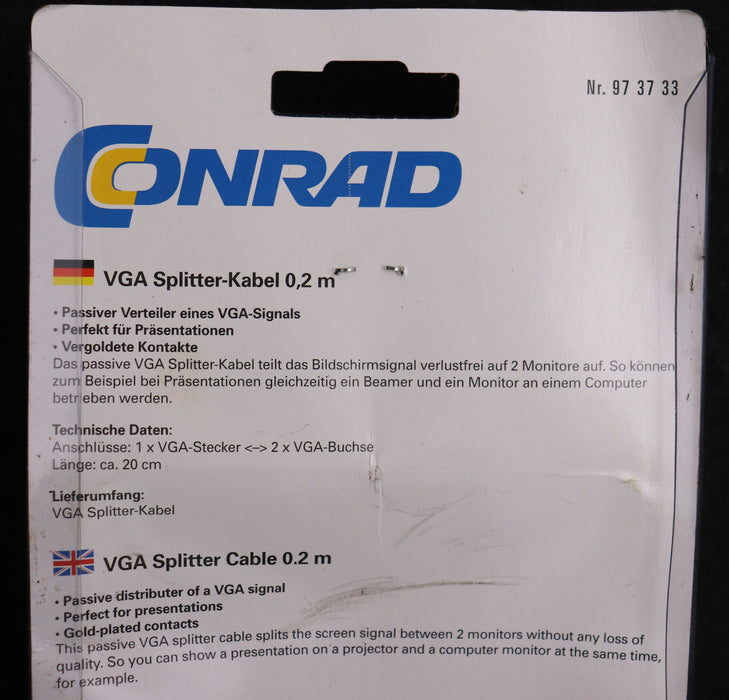 Nr. 97 37 33
CONRAD
VGA Splitter-Kabel 0,2 m
• Passiver Verteiler eines VGA-Signals
• Perfekt für Präsentationen
• Vergoldete Kontakte
Das passive VGA Splitter-Kabel teilt das Bildschirmsignal verlustfrei auf 2 Monitore auf. So können
zum Beispiel bei Präsentationen gleichzeitig ein Beamer und ein Monitor an einem Computer
betrieben werden.
Technische Daten:
Anschlüsse: 1 x VGA-Stecker <–> 2 x VGA-Buchse
Länge: ca. 20 cm
Lieferumfang:
VGA Splitter-Kabel
VGA Splitter Cable 0.2 m
• Passive distributer of a VGA signal
• Perfect for presentations
• Gold-plated contacts
This passive VGA splitter cable splits the screen signal between 2 monitors without any loss of
quality. So you can show a presentation on a projector and a computer monitor at the same time,
for example.